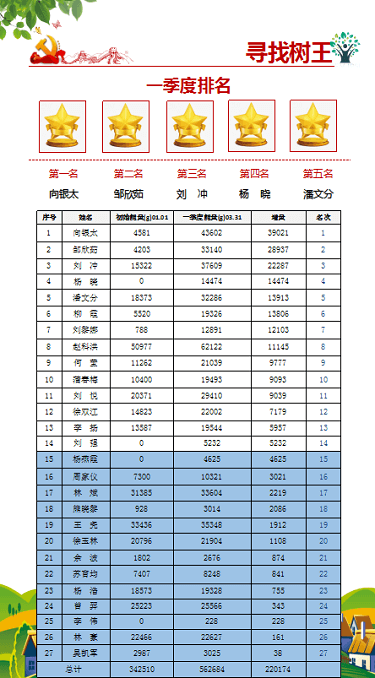 寻找树王
一季度排名
第一名 第二名 第三名 第四名 第五名
向银太 邹欣茹 刘 冲 杨 晓 潘文分
序号 姓名 初始能量(g)01.01 一季度能量(g)03.31 增量 名次
1 向银太 4581 43602 39021 1
2 邹欣茹 4203 33140 28937 2
3 刘 冲 15322 37609 22287 3
4 杨 晓 0 14474 14474 4
5 潘文分 18373 32286 13913 5
6 柳 霞 5520 19326 13806 6
7 刘黎娜 788 12891 12103 7
8 赵科洪 50977 62122 11145 8
9 何 莹 11262 21039 9777 9
10 蒲春梅 10400 19493 9093 10
11 刘 悦 20371 29410 9039 11
12 徐双江 14823 22002 7179 12
13 李 扬 13587 19544 5957 13
14 刘 强 0 5232 5232 14
15 杨燕霞 0 4625 4625 15
16 周家仪 7300 10321 3021 16
17 林 斌 31385 33604 2219 17
18 熊晓黎 928 3014 2086 18
19 王 尧 33436 35348 1912 19
20 徐玉林 20796 21904 1108 20
21 余 波 1802 2676 874 21
22 苏育均 7407 8248 841 22
23 杨 浩 18573 19328 755 23
24 曾 羿 25223 25566 343 24
25 李 伟 0 228 228 25
26 林 豪 22466 22627 161 26
27 吴凯军 2987 3025 38 27
总计 342510 562684 220174